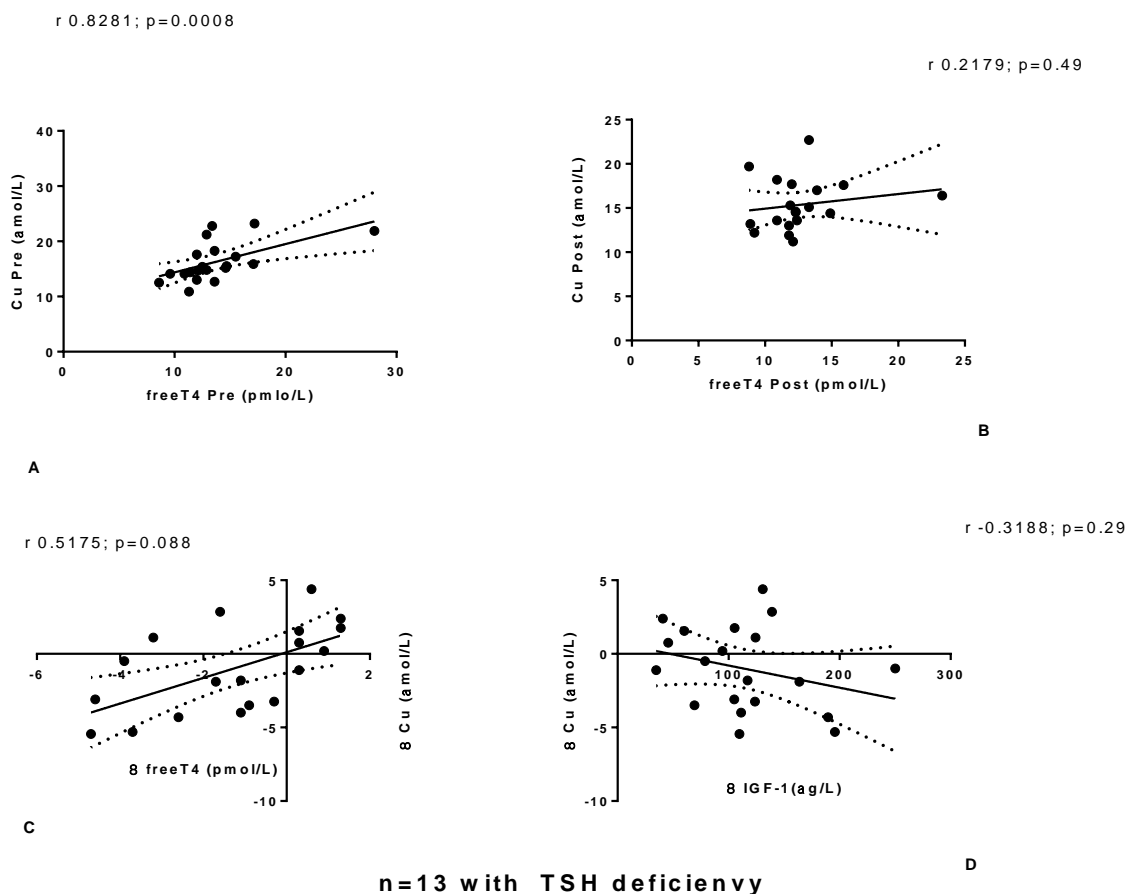 r 0.8281; p=0.0008
r 0.2179; p=0.49
40
30
20
10
0
0 10 20 30
Cu Pre (amol/L)
freeT4 Pre (pmlo/L)
A
25
20
15
10
5
0
0 5 10 15 20 25
Cu Post (amol/L)
freeT4 Post (pmol/L)
B
r 0.5175; p=0.088
5
-6 -4 -2 0 2
-5
-10
8 Cu (amol/L)
8 freeT4 (pmol/L)
C
r -0.3188; p=0.29
5
0
100 200 300
-5
-10
8 Cu (amol/L)
8 IGF-1(ag/L)
D
n=13 with TSH deficienvy